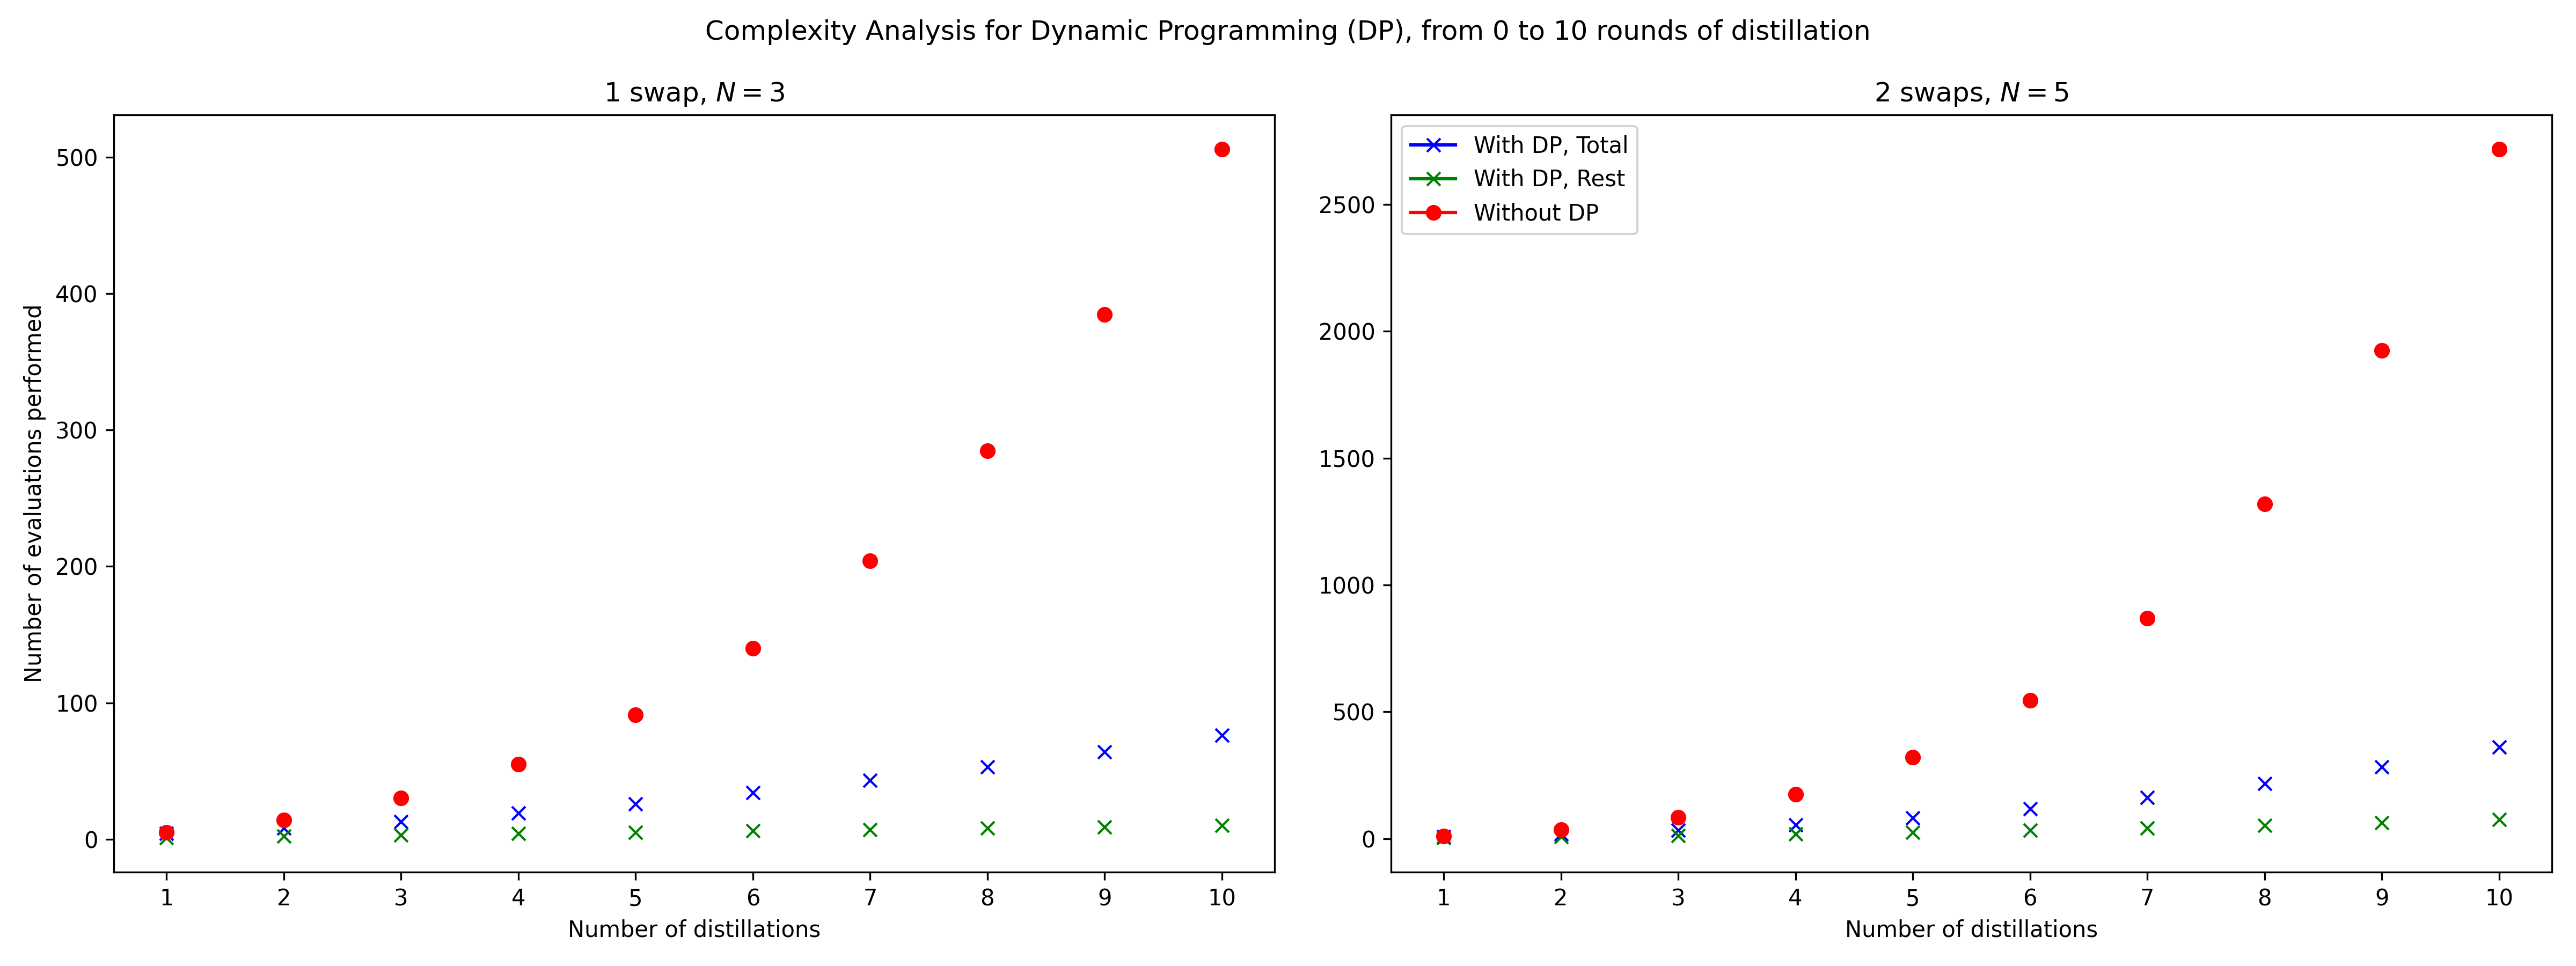 Complexity Analysis for Dynamic Programming (DP), from 0 to 10 rounds of distillation
1 swap, N = 3
Number of evaluations performed
500
400
300
200
100
0
1 2 3 4 5 6 7 8 9 10
Number of distillations
2 swaps, N = 5
With DP, Total
With DP, Rest
Without DP
2500
2000
1500
1000
500
0
1 2 3 4 5 6 7 8 9 10
Number of distillations